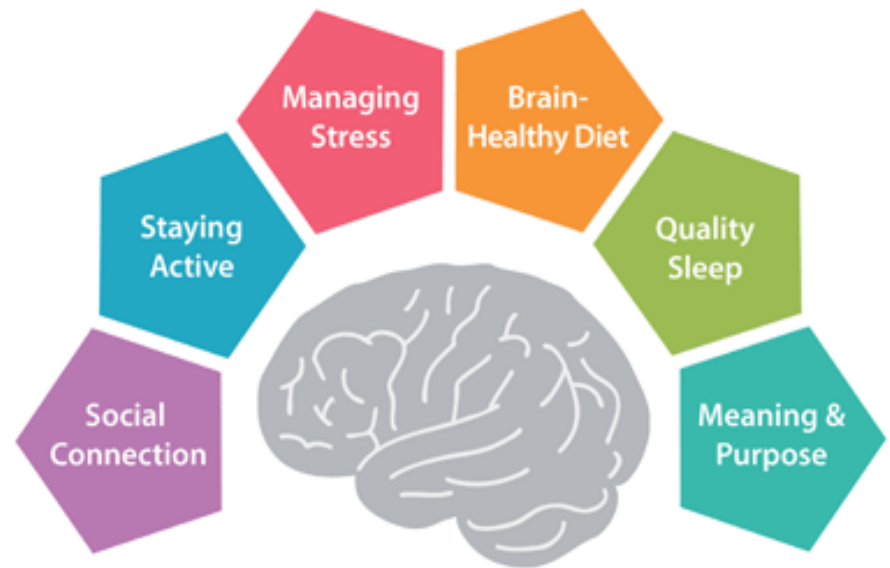 Managing
Stress
Brain-
Healthy Diet
Staying
Active
Quality
Sleep
Social
Connection
Meaning &
Purpose